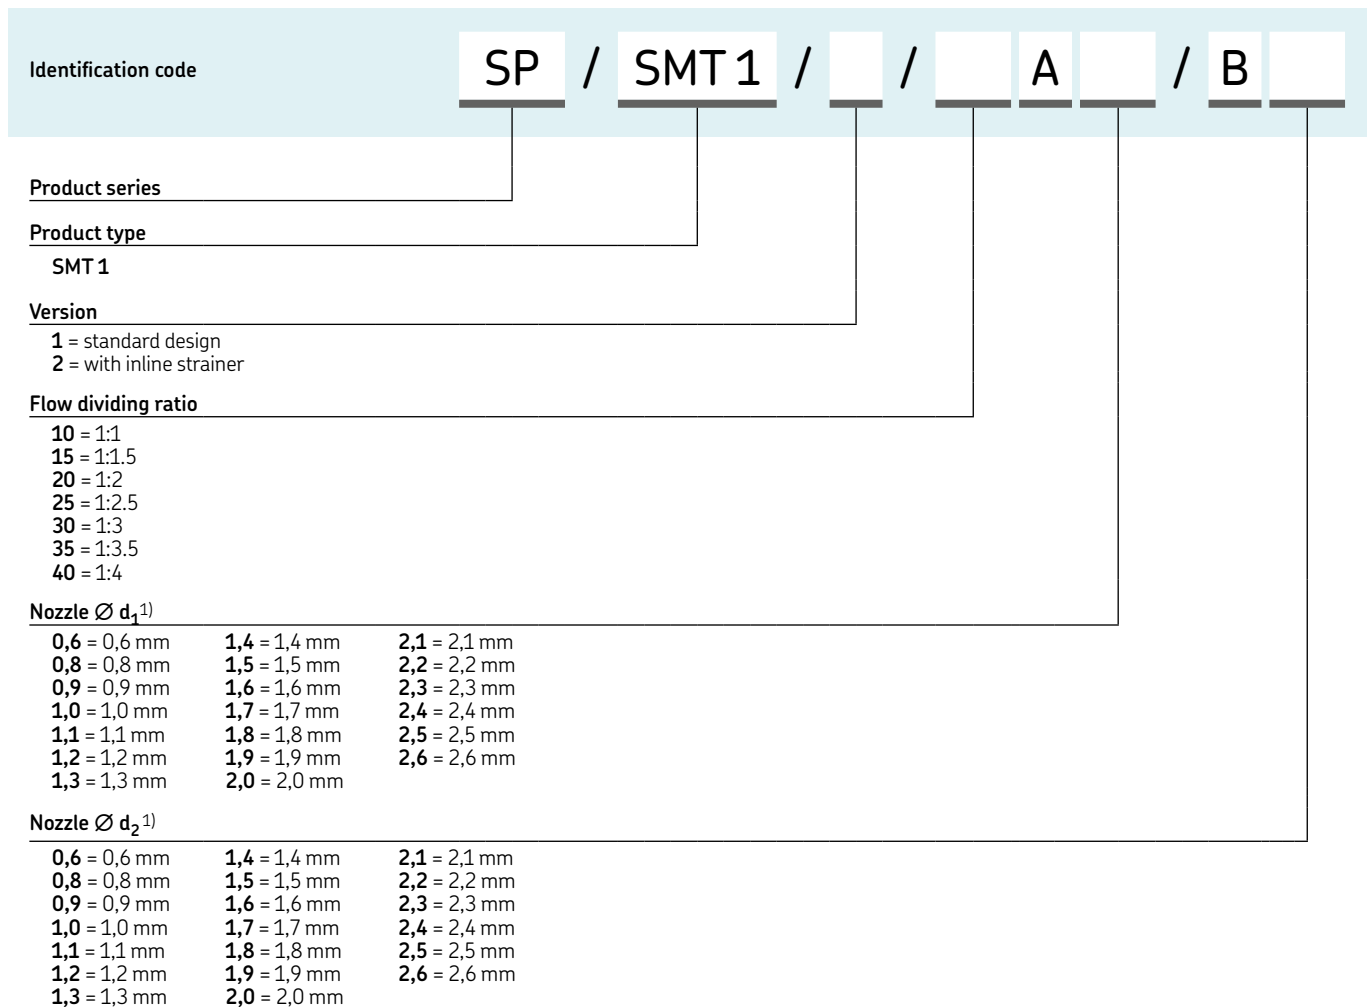 Identification code SP / SMT 1 / / A / B
Product series
Product type
SMT 1
Version
1 = standard design
2 = with inline strainer
Flow dividing ratio
10 = 1:1
15 = 1:1.5
20 = 1:2
25 = 1:2.5
30 = 1:3
35 = 1:3.5
40 = 1:4
Nozzle Ø d1 1)
0,6 = 0,6 mm 1,4 = 1,4 mm 2,1 = 2,1 mm
0,8 = 0,8 mm 1,5 = 1,5 mm 2,2 = 2,2 mm
0,9 = 0,9 mm 1,6 = 1,6 mm 2,3 = 2,3 mm
1,0 = 1,0 mm 1,7 = 1,7 mm 2,4 = 2,4 mm
1,1 = 1,1 mm 1,8 = 1,8 mm 2,5 = 2,5 mm
1,2 = 1,2 mm 1,9 = 1,9 mm 2,6 = 2,6 mm
1,3 = 1,3 mm 2,0 = 2,0 mm
Nozzle Ø d2 1)
0,6 = 0,6 mm 1,4 = 1,4 mm 2,1 = 2,1 mm
0,8 = 0,8 mm 1,5 = 1,5 mm 2,2 = 2,2 mm
0,9 = 0,9 mm 1,6 = 1,6 mm 2,3 = 2,3 mm
1,0 = 1,0 mm 1,7 = 1,7 mm 2,4 = 2,4 mm
1,1 = 1,1 mm 1,8 = 1,8 mm 2,5 = 2,5 mm
1,2 = 1,2 mm 1,9 = 1,9 mm 2,6 = 2,6 mm
1,3 = 1,3 mm 2,0 = 2,0 mm